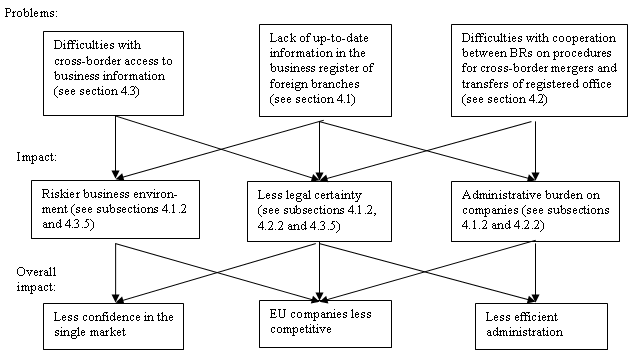 Problems:
Difficulties with
cross-border access to
business information
(see section 4.3)
Lack of up-to-date
information in the
business register of
foreign branches
(see section 4.1)
Difficulties with cooperation
between BRs on procedures
for cross-border mergers and
transfers of registered office
(see section 4.2)
Impact:
Riskier business environ-
ment (see subsections 4.1.2
and 4.3.5)
Less legal certainty
(see subsections 4.1.2,
4.2.2 and 4.3.5)
Administrative burden on
companies (see subsections
4.1.2 and 4.2.2)
Overall
impact:
Less confidence in the
single market
EU companies less
competitive
Less efficient
administration